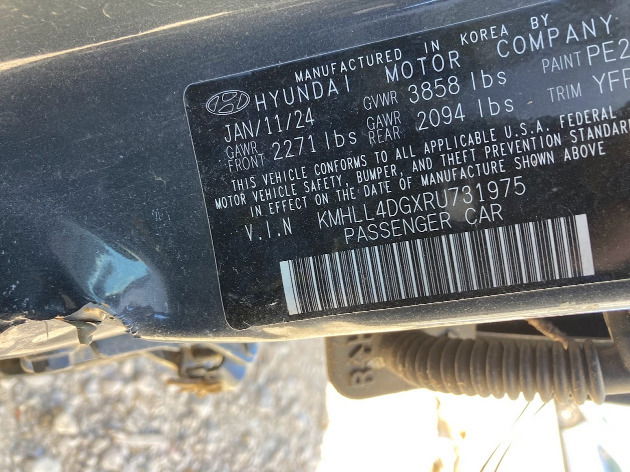 MANUFACTURED IN KOREA BY
HYUNDAI MOTOR COMPANY
JAN/11/24 GVWR 3858 lbs PAINT PE2
GAWR FRONT 2271 lbs GAWR REAR 2094 lbs TRIM YFR
THIS VEHICLE CONFORMS TO ALL APPLICABLE U.S.A. FEDERAL
MOTOR VEHICLE SAFETY, BUMPER, AND THEFT PREVENTION STANDAR
IN EFFECT ON THE DATE OF MANUFACTURE SHOWN ABOVE
V.I.N KMHLL4DGXRU731975
PASSENGER CAR